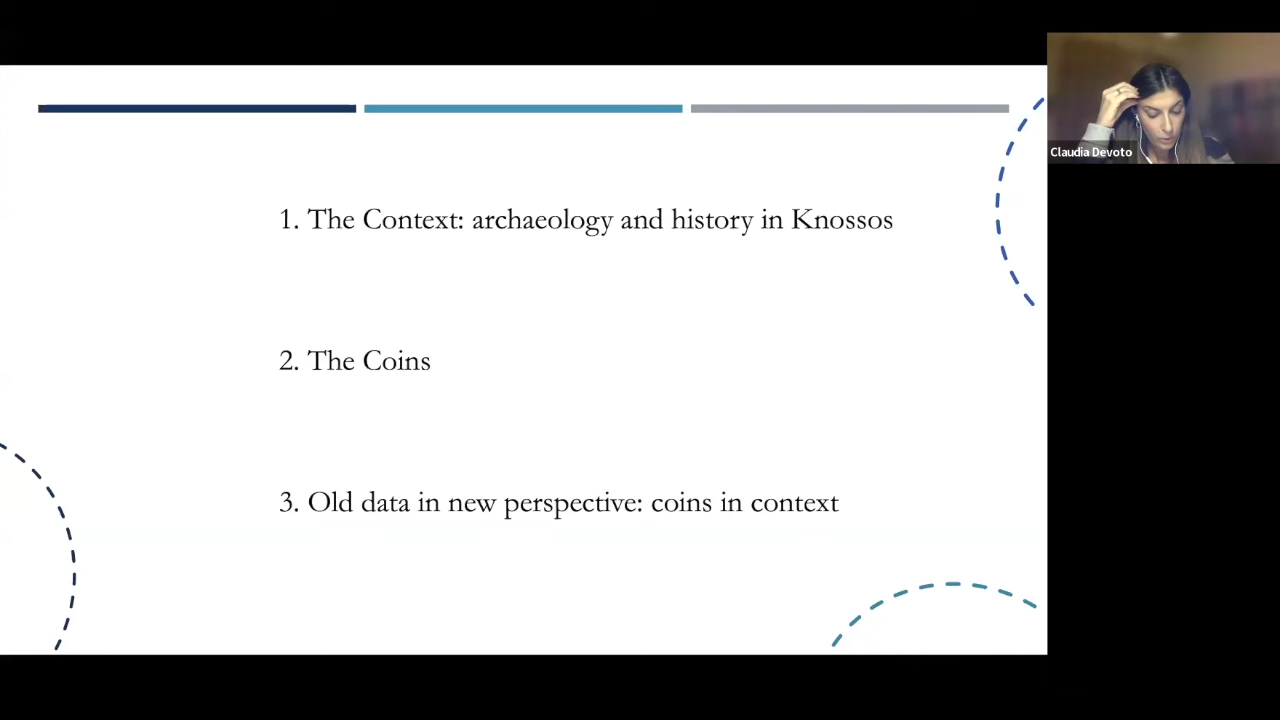 1. The Context: archaeology and history in Knossos
Claudia Devoto
2. The Coins
3. Old data in new perspective: coins in context